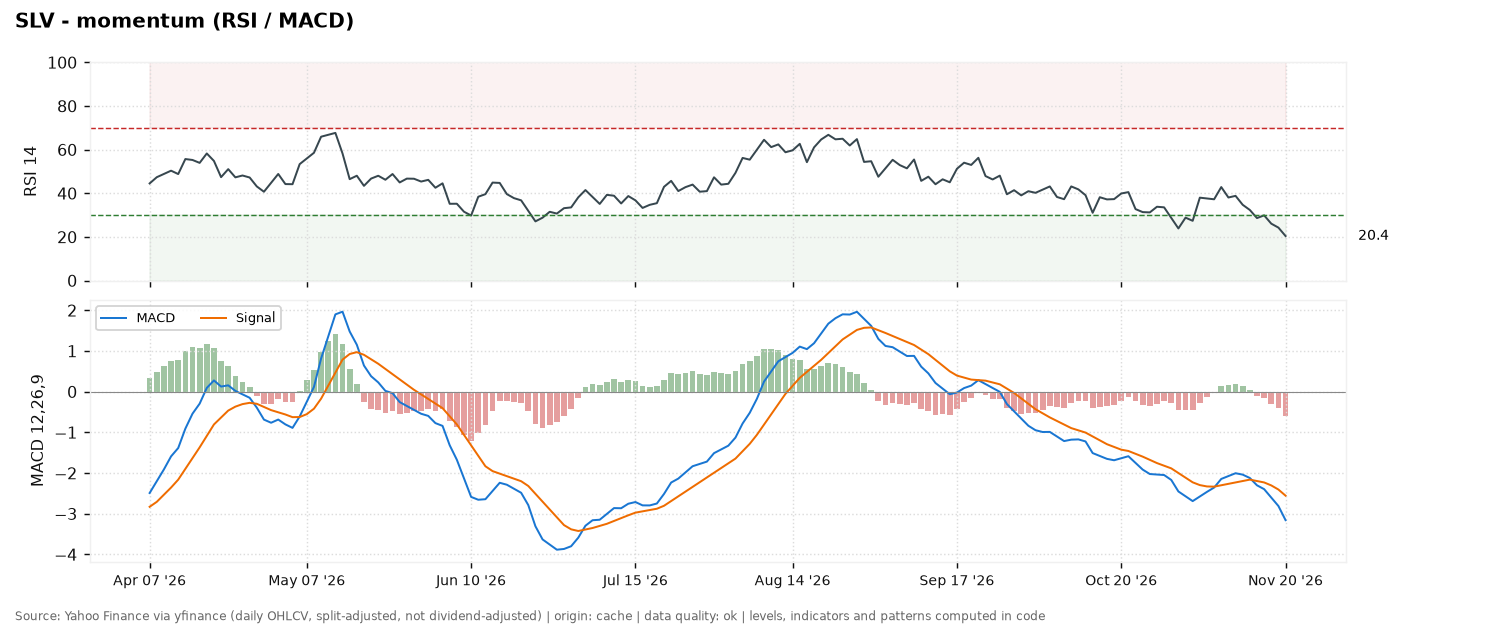 SLV - momentum (RSI / MACD)
100
80
60
40
20
0
RSI 14
20.4
MACD
Signal
2
1
0
−1
−2
−3
−4
MACD 12,26,9
Apr 07 '26
May 07 '26
Jun 10 '26
Jul 15 '26
Aug 14 '26
Sep 17 '26
Oct 20 '26
Nov 20 '26
Source: Yahoo Finance via yfinance (daily OHLCV, split-adjusted, not dividend-adjusted) | origin: cache | data quality: ok | levels, indicators and patterns computed in code